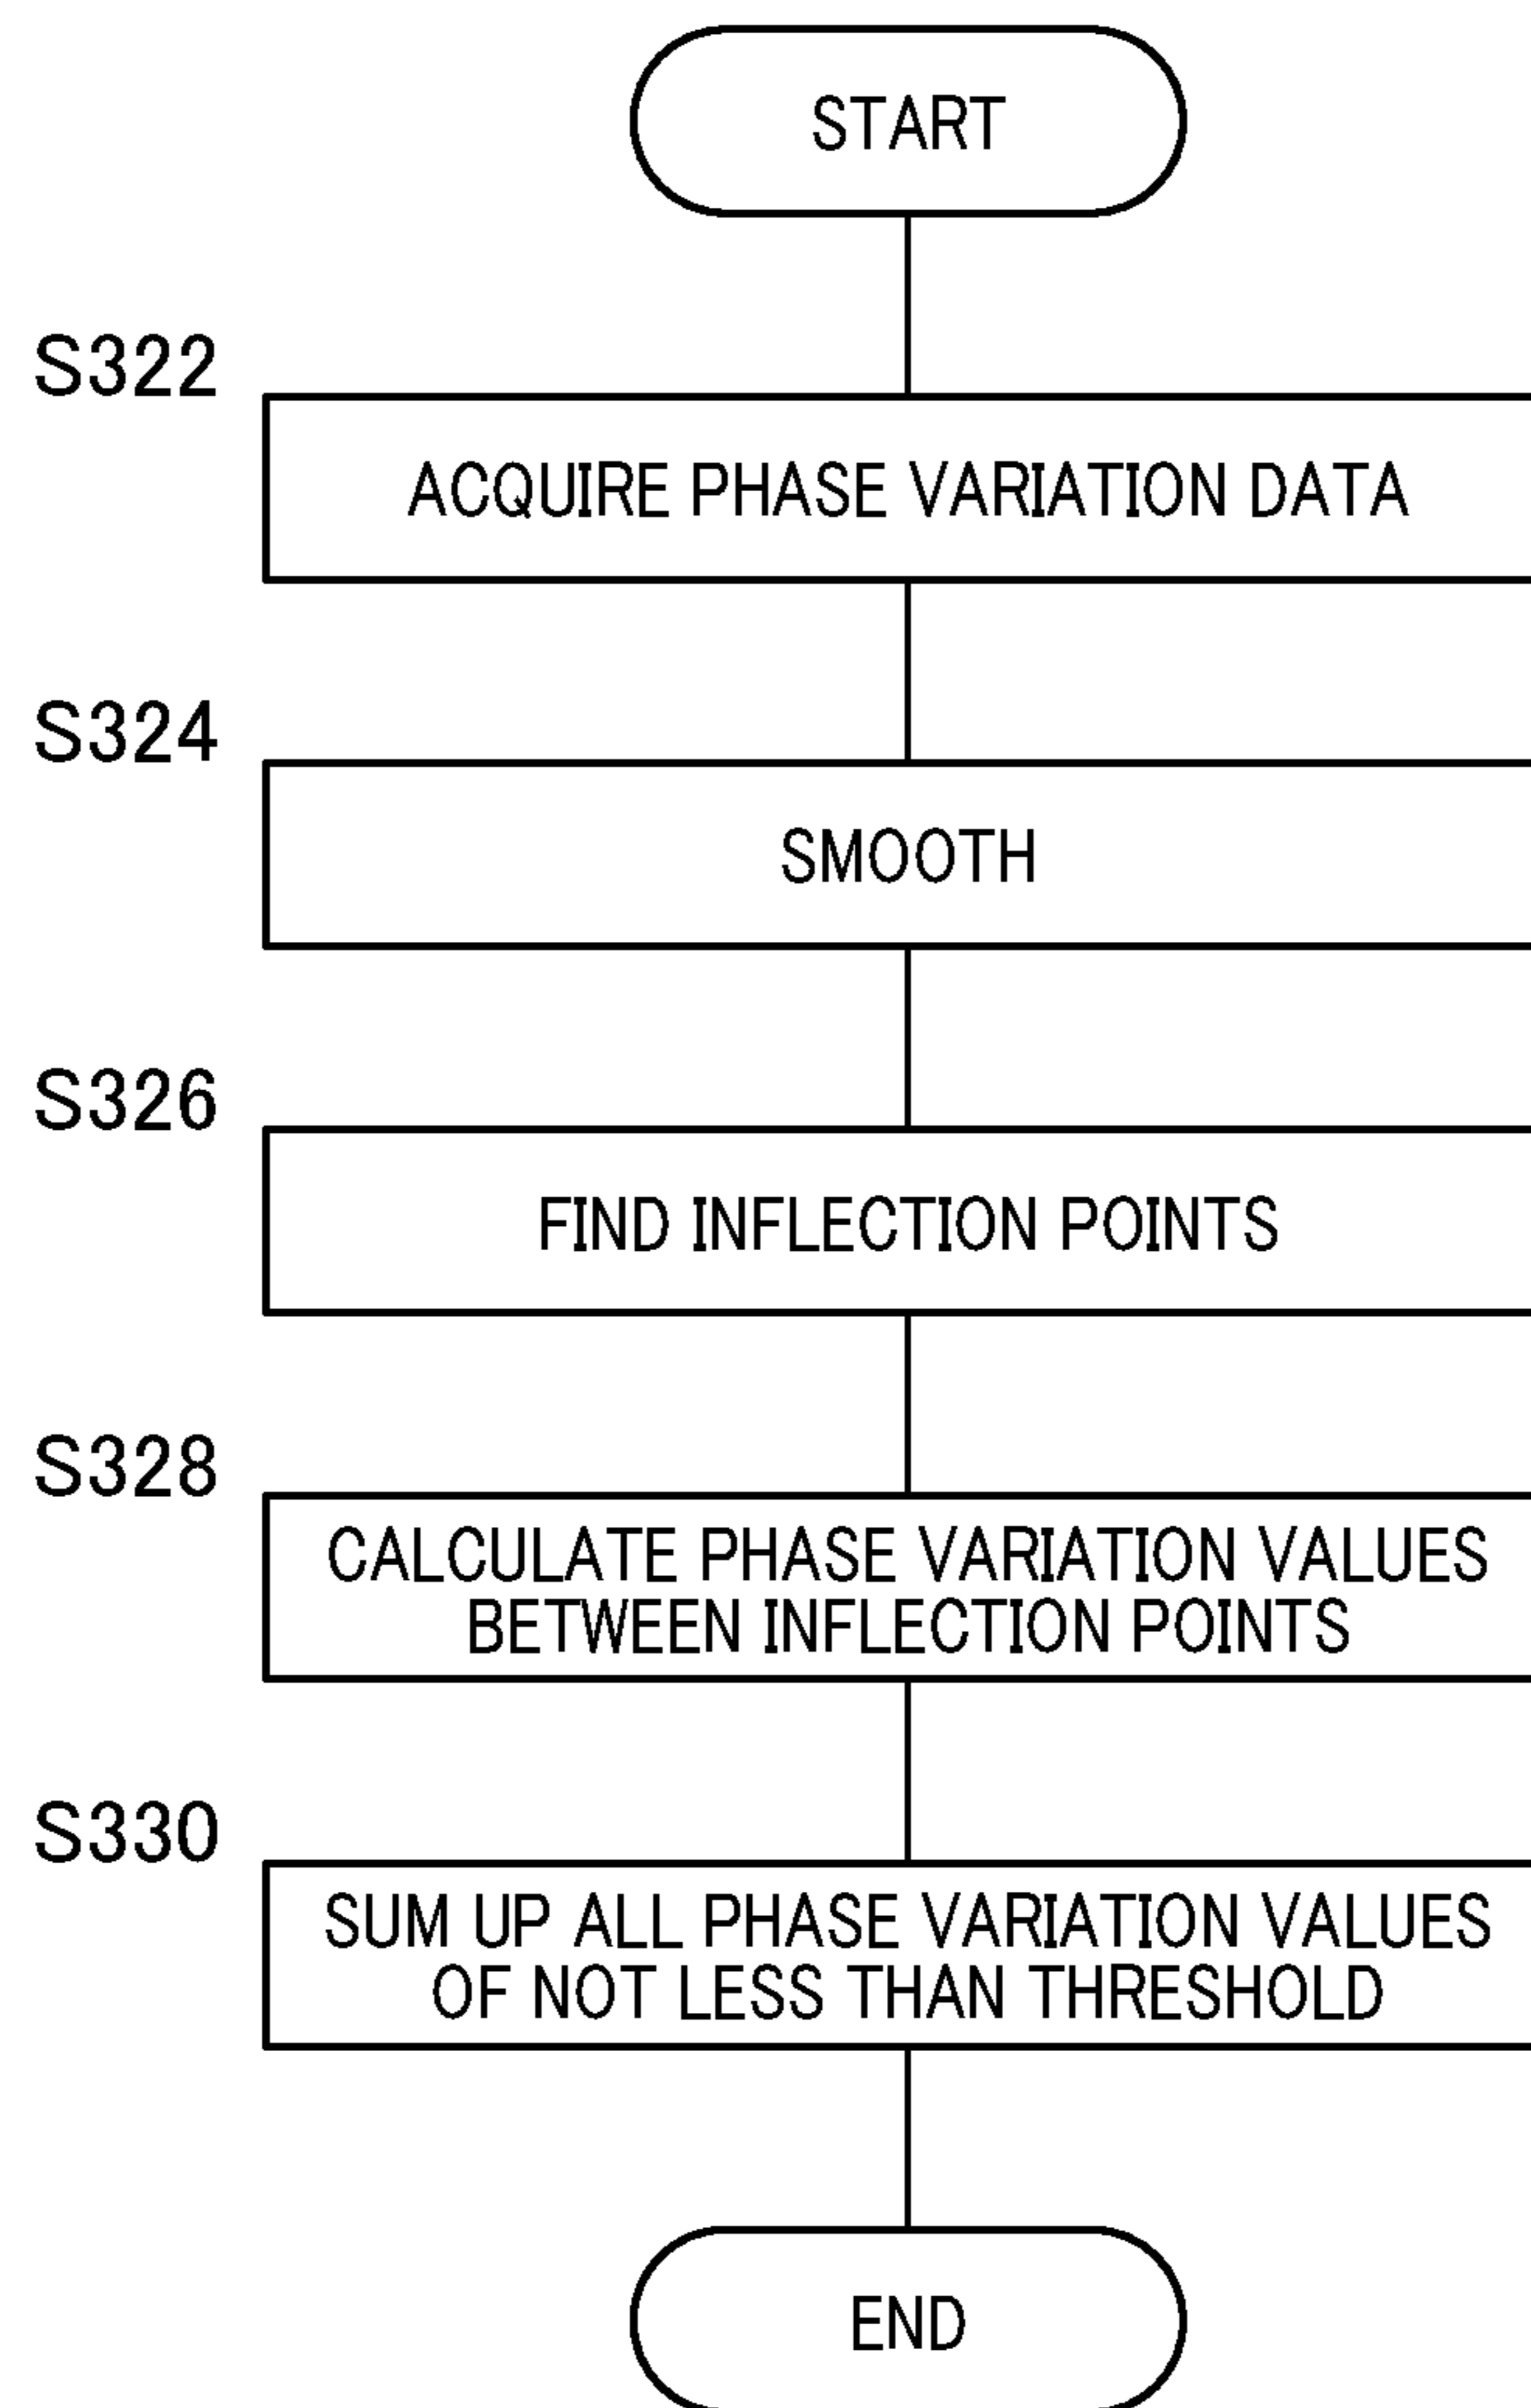 START
S322
ACQUIRE PHASE VARIATION DATA
S324
SMOOTH
S326
FIND INFLECTION POINTS
S328
CALCULATE PHASE VARIATION VALUES
BETWEEN INFLECTION POINTS
S330
SUM UP ALL PHASE VARIATION VALUES
OF NOT LESS THAN THRESHOLD
END